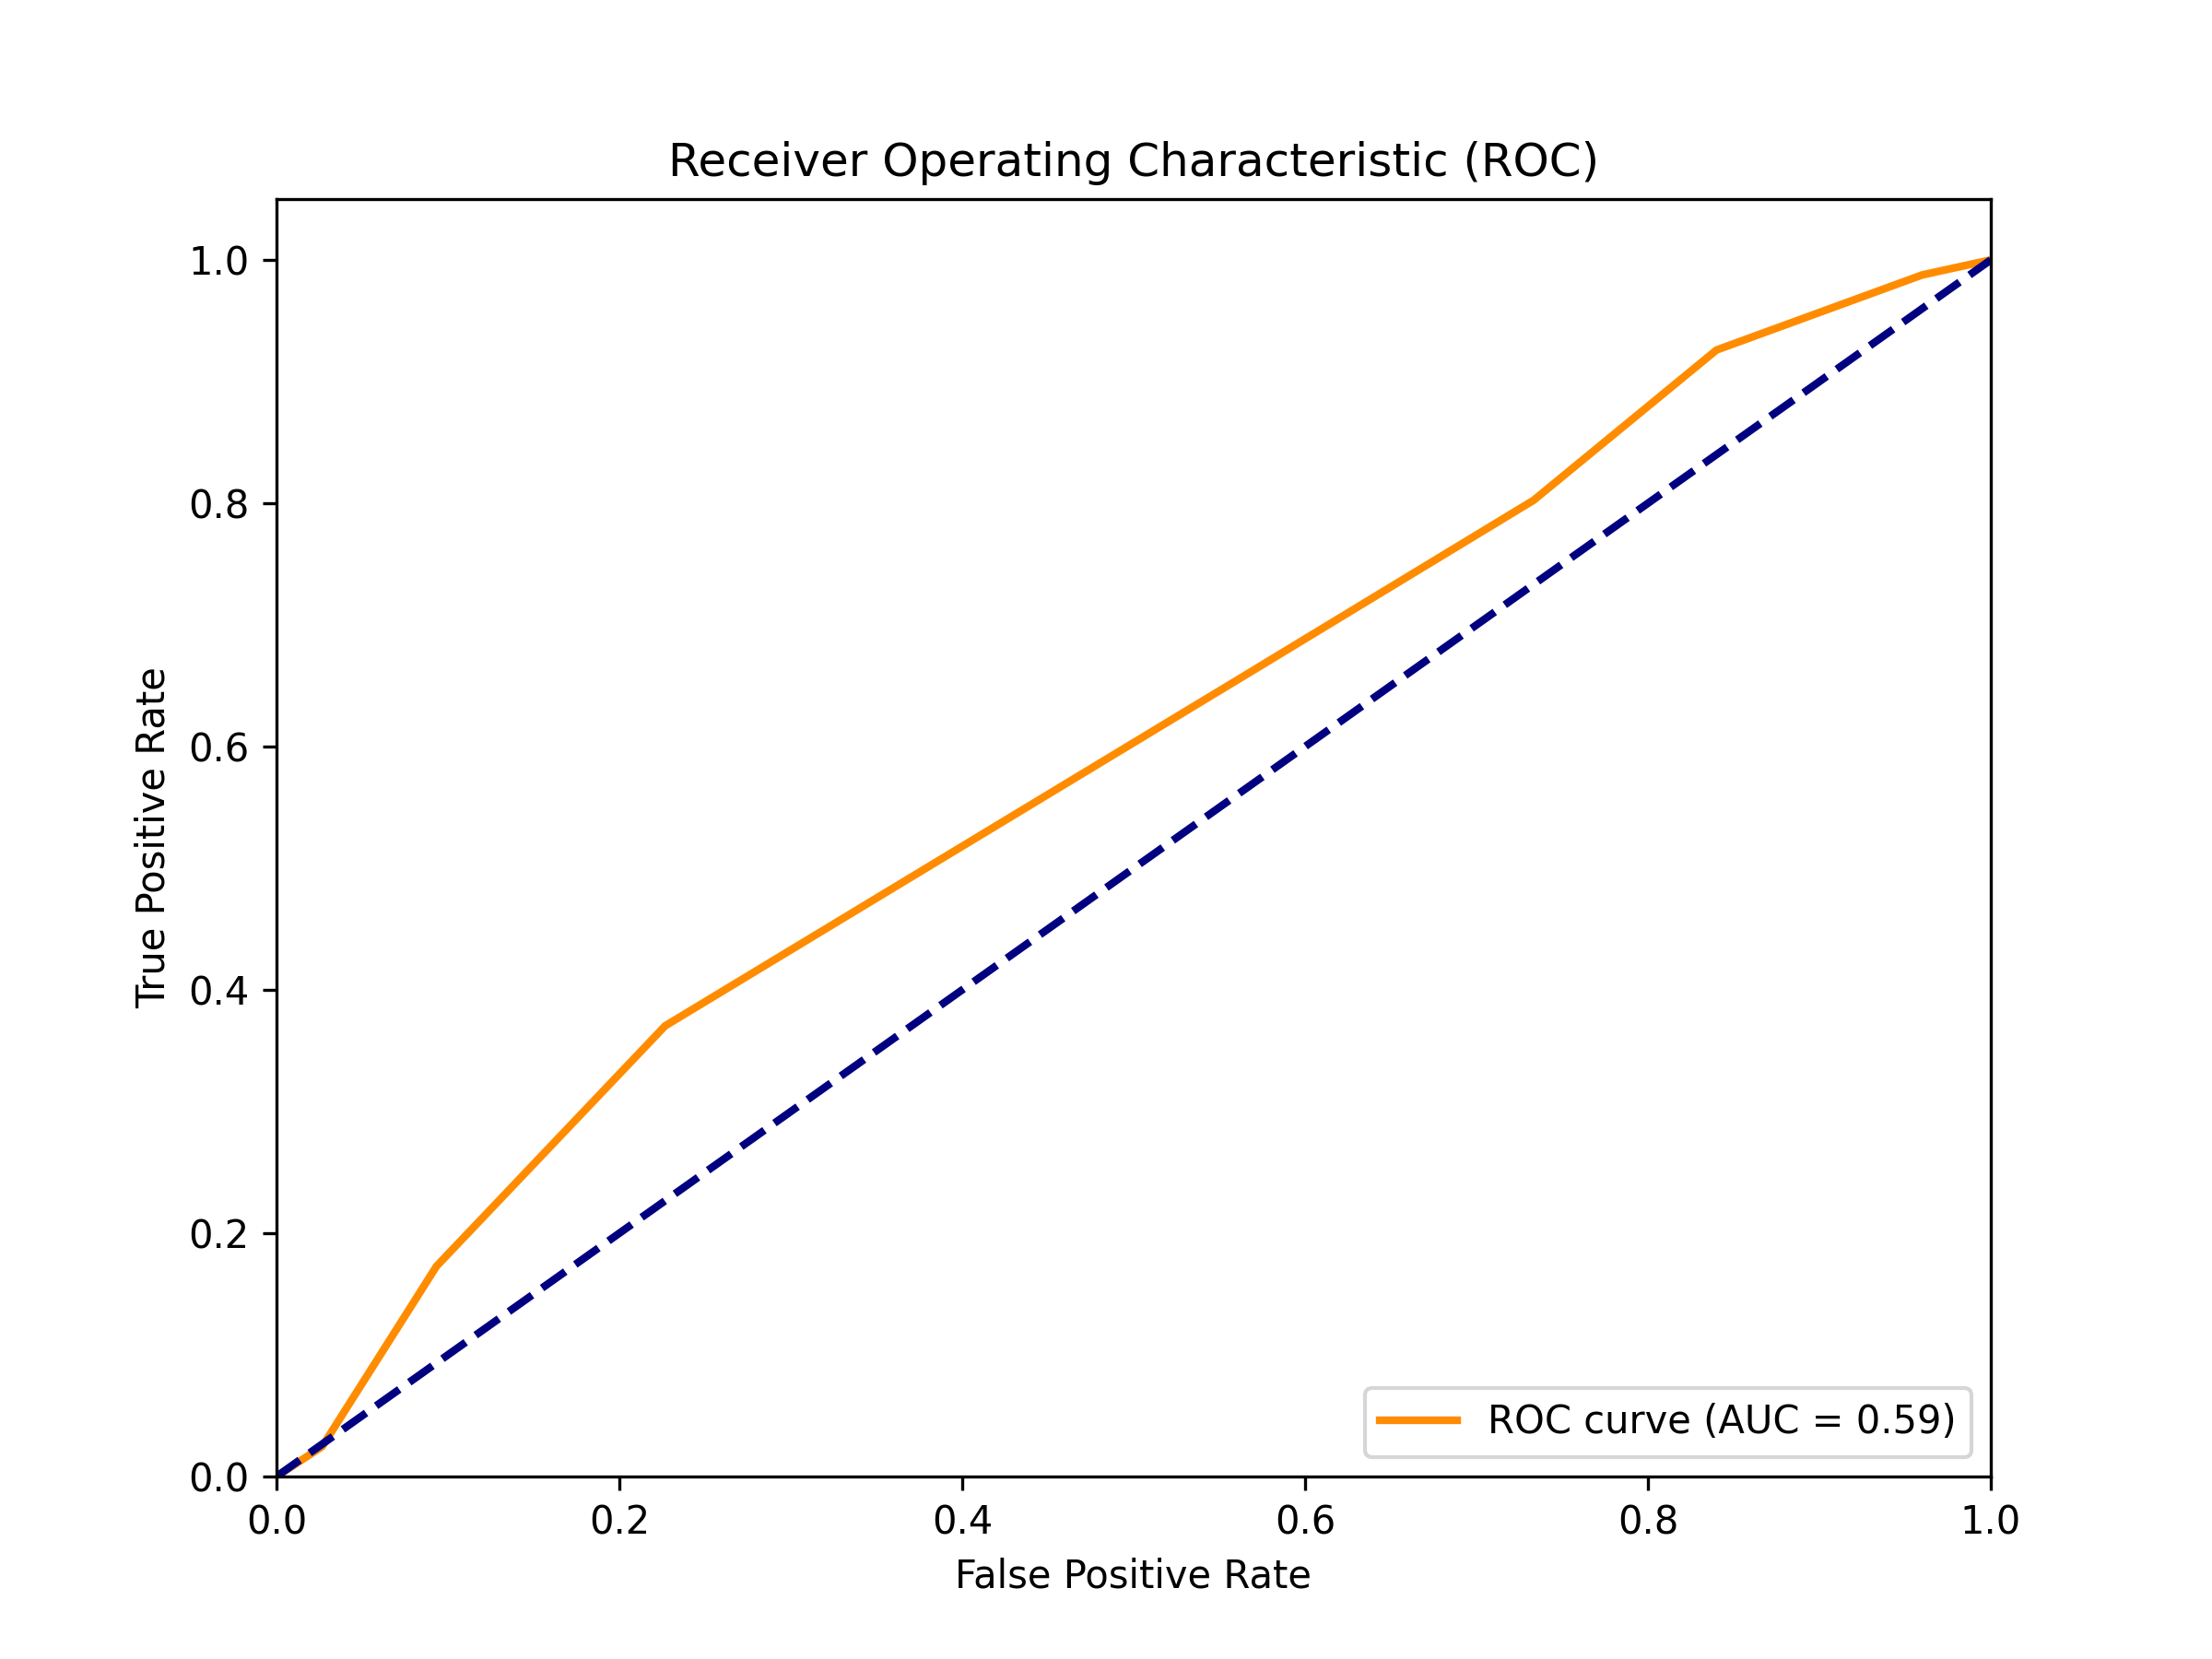 Receiver Operating Characteristic (ROC)
1.0
0.8
0.6
0.4
0.2
0.0
True Positive Rate
ROC curve (AUC = 0.59)
0.0 0.2 0.4 0.6 0.8 1.0
False Positive Rate